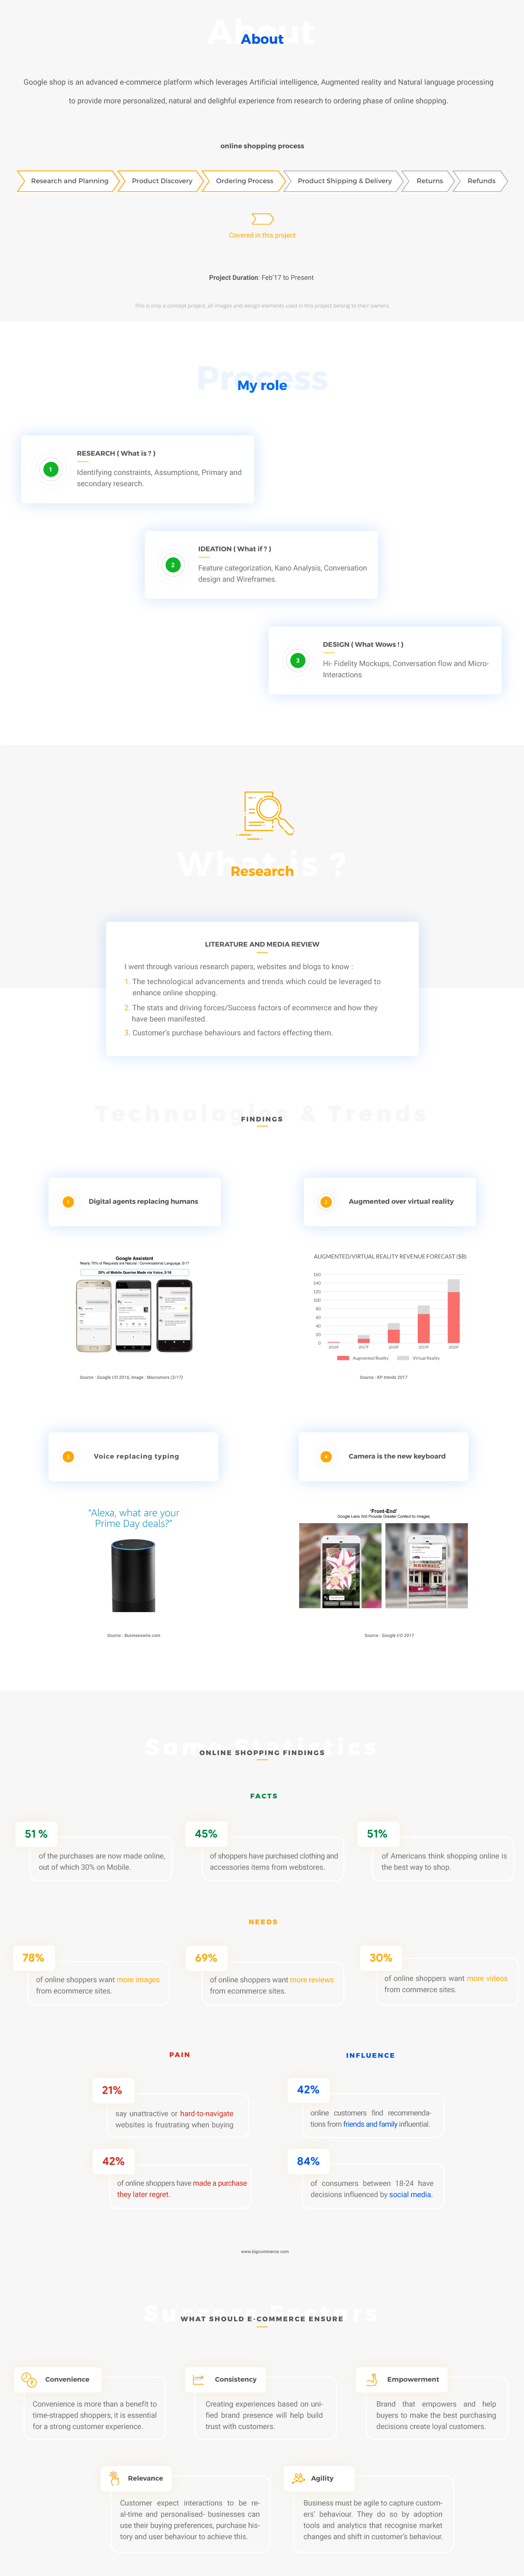 About
About
Google shop is an advanced e-commerce platform which leverages Artificial intelligence, Augmented reality and Natural language processing
to provide more personalized, natural and delighful experience from research to ordering phase of online shopping.
online shopping process
Research and Planning
Product Discovery
Ordering Process
Product Shipping & Delivery
Returns
Refunds
Covered in this project
Project Duration: Feb'17 to Present
This is only a concept project, all images and design elements used in this project belong to their owners.
Process
My role
1
RESEARCH ( What is ? )
Identifying constraints, Assumptions, Primary and
secondary research.
2
IDEATION ( What if ? )
Feature categorization, Kano Analysis, Conversation
design and Wireframes.
3
DESIGN ( What Wows ! )
Hi- Fidelity Mockups, Conversation flow and Micro-
Interactions
What is ?
Research
LITERATURE AND MEDIA REVIEW
I went through various research papers, websites and blogs to know :
1. The technological advancements and trends which could be leveraged to
enhance online shopping.
2. The stats and driving forces/Success factors of ecommerce and how they
have been manifested.
3. Customer's purchase behaviours and factors effecting them.
Technologies & Trends
FINDINGS
1
Digital agents replacing humans
2
Augmented over virtual reality
Google Assistant
Nearly 70% of Requests are Natural / Conversational Language, 5/17
20% of Mobile Queries Made via Voice, 5/16
Source : Google I/O 2016, Image : Macrumors (2/17)
AUGMENTED/VIRTUAL REALITY REVENUE FORECAST ($B)
160
140
120
100
80
60
40
20
0
2016F
2017F
2018F
2019F
2020F
Augmented Reality
Virtual Reality
Source : KP trends 2017
3
Voice replacing typing
4
Camera is the new keyboard
"Alexa, what are your
Prime Day deals?"
Source : Businesswire.com
'Front-End'
Google Lens Will Provide Greater Context to Images
Source : Google I/O 2017
Some Statistics
ONLINE SHOPPING FINDINGS
FACTS
51 %
of the purchases are now made online,
out of which 30% on Mobile.
45%
of shoppers have purchased clothing and
accessories items from webstores.
51%
of Americans think shopping online is
the best way to shop.
NEEDS
78%
of online shoppers want more images
from ecommerce sites.
69%
of online shoppers want more reviews
from ecommerce sites.
30%
of online shoppers want more videos
from commerce sites.
PAIN
21%
say unattractive or hard-to-navigate
websites is frustrating when buying
42%
of online shoppers have made a purchase
they later regret.
INFLUENCE
42%
online customers find recommenda-
tions from friends and family influential.
84%
of consumers between 18-24 have
decisions influenced by social media.
www.bigcommerce.com
Success Factors
WHAT SHOULD E-COMMERCE ENSURE
Convenience
Convenience is more than a benefit to
time-strapped shoppers, it is essential
for a strong customer experience.
Consistency
Creating experiences based on uni-
fied brand presence will help build
trust with customers.
Empowerment
Brand that empowers and help
buyers to make the best purchasing
decisions create loyal customers.
Relevance
Customer expect interactions to be re-
al-time and personalised- businesses can
use their buying preferences, purchase his-
tory and user behaviour to achieve this.
Agility
Business must be agile to capture custom-
ers' behaviour. They do so by adoption
tools and analytics that recognise market
changes and shift in customer's behaviour.